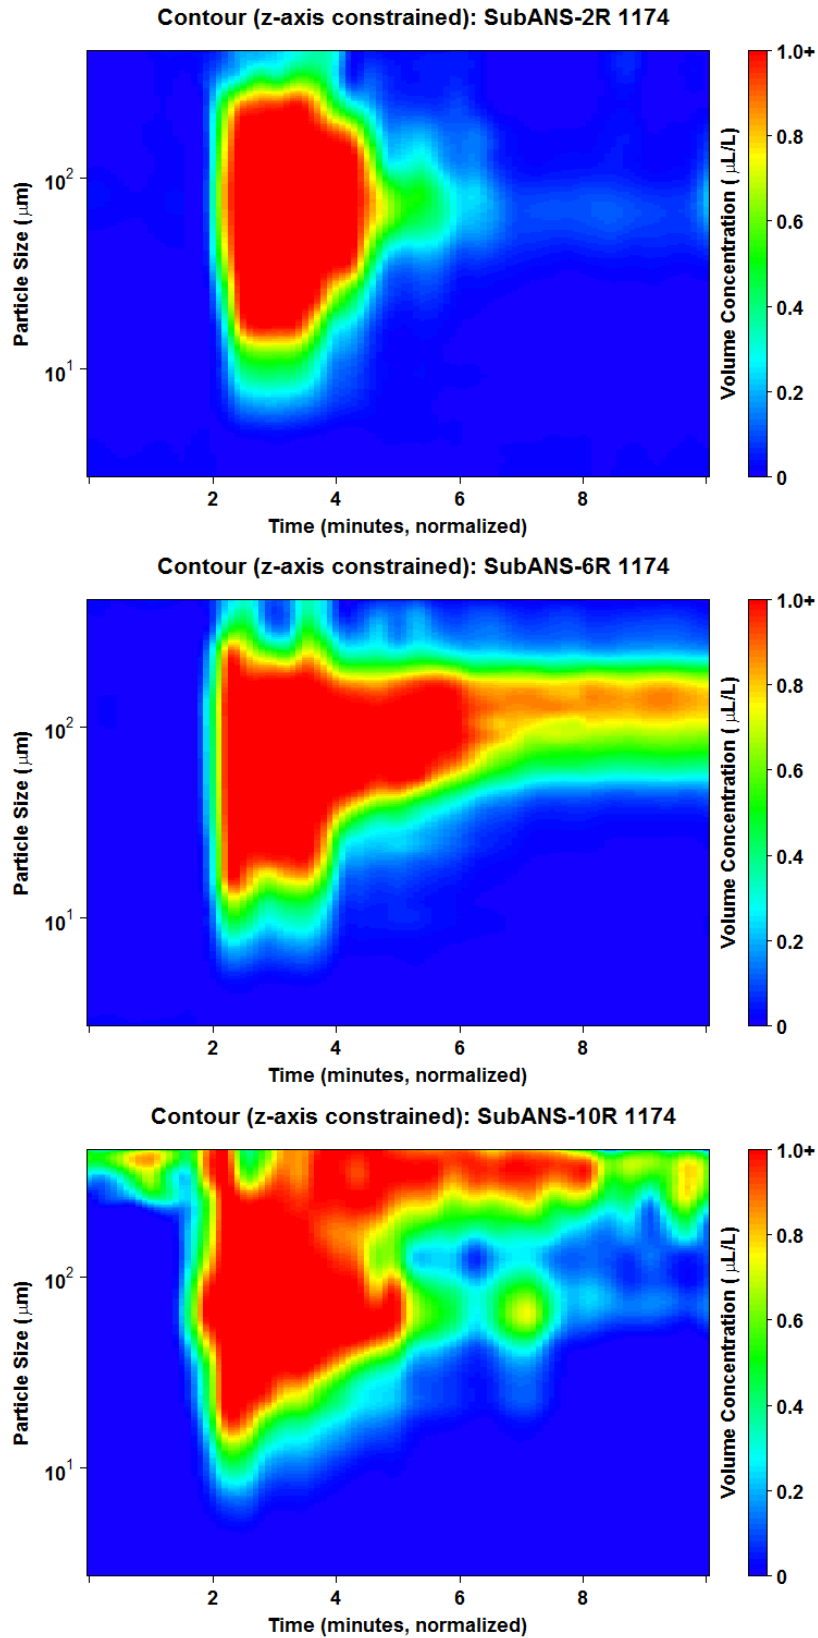 Contour (z-axis constrained): SubANS-2R 1174
Particle Size (μm)
10²
10¹
2 4 6 8
Time (minutes, normalized)
Volume Concentration ( μL/L)
1.0+
0.8
0.6
0.4
0.2
0
Contour (z-axis constrained): SubANS-6R 1174
Particle Size (μm)
10²
10¹
2 4 6 8
Time (minutes, normalized)
Volume Concentration ( μL/L)
1.0+
0.8
0.6
0.4
0.2
0
Contour (z-axis constrained): SubANS-10R 1174
Particle Size (μm)
10²
10¹
2 4 6 8
Time (minutes, normalized)
Volume Concentration ( μL/L)
1.0+
0.8
0.6
0.4
0.2
0